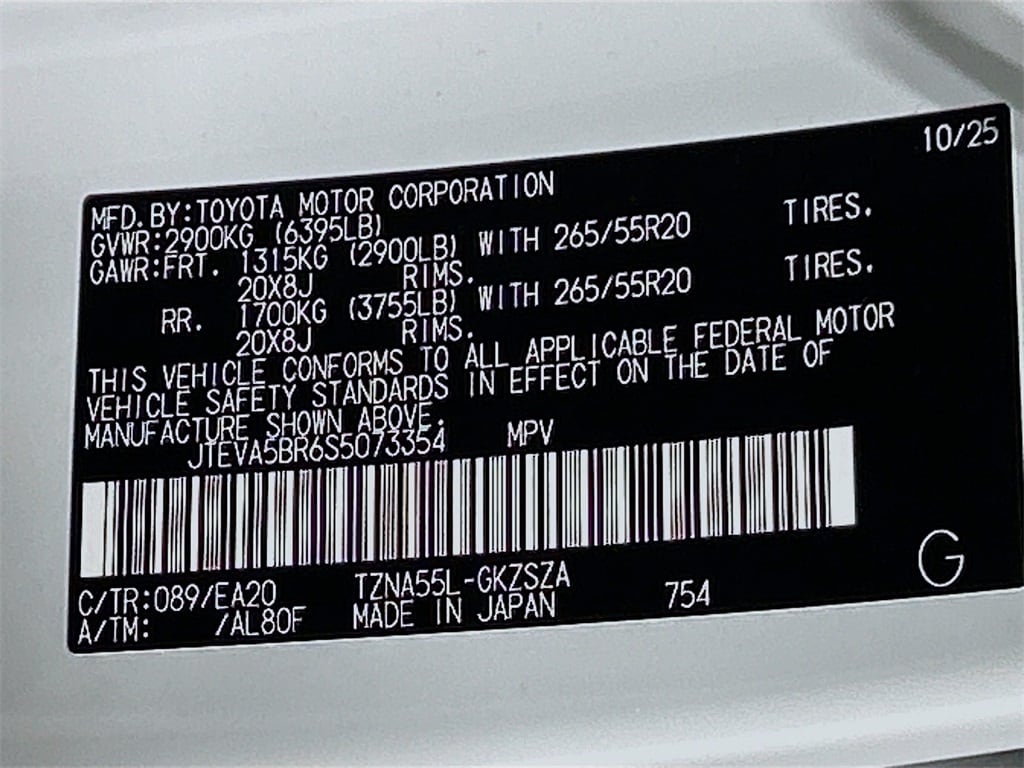 10/25
MFD.BY:TOYOTA MOTOR CORPORATION
GVWR:2900KG (6395LB)
GAWR:FRT. 1315KG (2900LB) WITH 265/55R20 TIRES.
20X8J RIMS.
RR. 1700KG (3755LB) WITH 265/55R20 TIRES.
20X8J RIMS.
THIS VEHICLE CONFORMS TO ALL APPLICABLE FEDERAL MOTOR
VEHICLE SAFETY STANDARDS IN EFFECT ON THE DATE OF
MANUFACTURE SHOWN ABOVE.
JTEVA5BR6S5073354 MPV
C/TR:089/EA20 TZNA55L-GKZSZA
A/TM: /AL80F MADE IN JAPAN 754
G